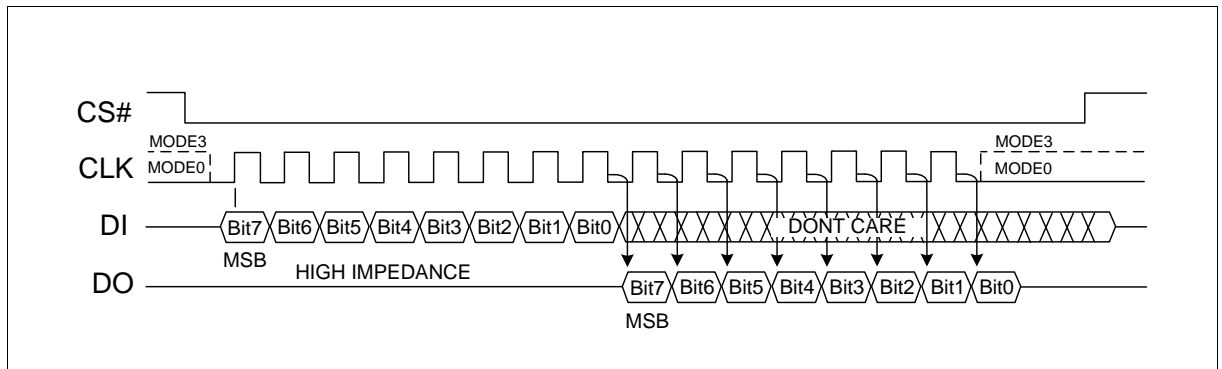 CS#
MODE3 MODE3
CLK MODE0 MODE0
DI Bit7 Bit6 Bit5 Bit4 Bit3 Bit2 Bit1 Bit0 DONT CARE
MSB HIGH IMPEDANCE
DO Bit7 Bit6 Bit5 Bit4 Bit3 Bit2 Bit1 Bit0
MSB